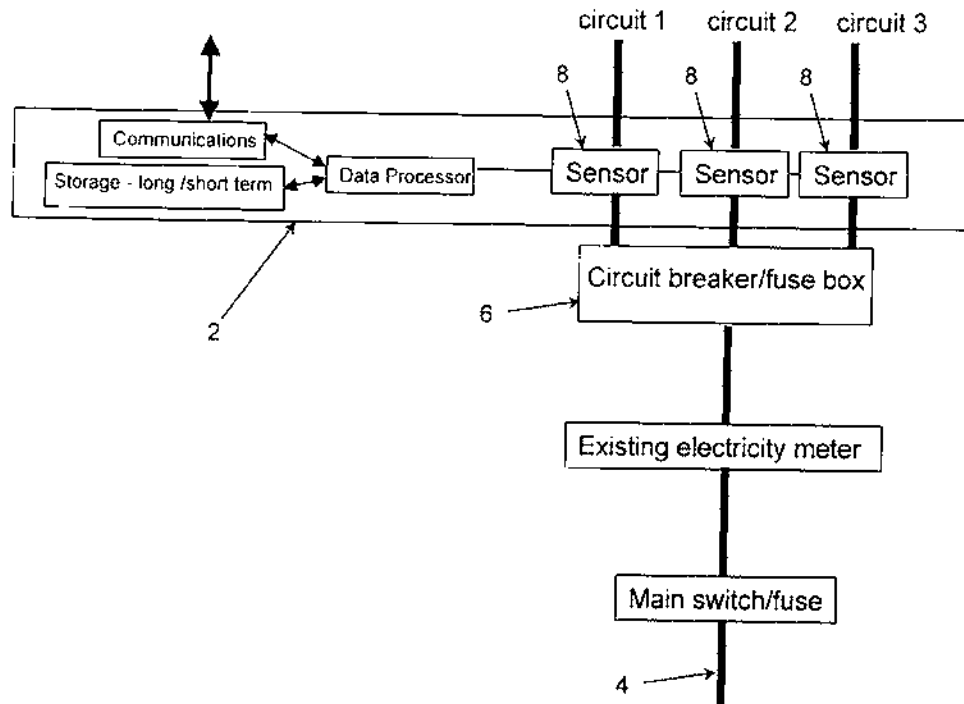 circuit 1 circuit 2 circuit 3
8 8 8
Communications
Storage - long /short term
Data Processor
Sensor Sensor Sensor
2
Circuit breaker/fuse box
6
Existing electricity meter
Main switch/fuse
4